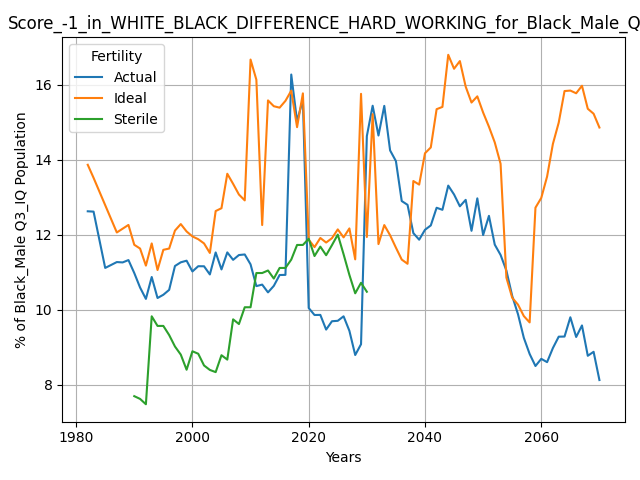 Score_-1_in_WHITE_BLACK_DIFFERENCE_HARD_WORKING_for_Black_Male_Q
Fertility
Actual
Ideal
Sterile
% of Black_Male Q3_IQ Population
16
14
12
10
8
1980
2000
2020
2040
2060
Years